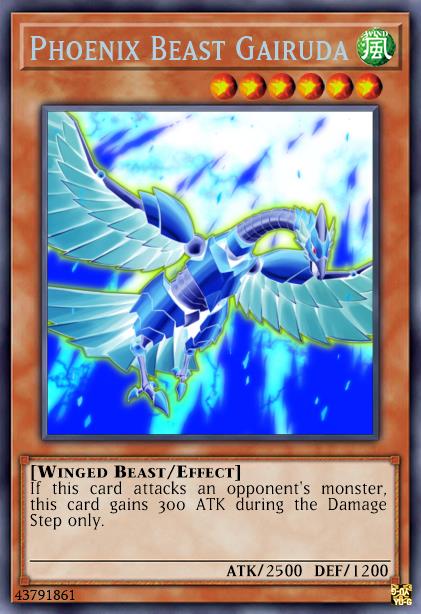 Phoenix Beast Gairuda
WIND
風
[Winged Beast/Effect]
If this card attacks an opponent's monster,
this card gains 300 ATK during the Damage
Step only.
ATK/2500 DEF/1200
43791861